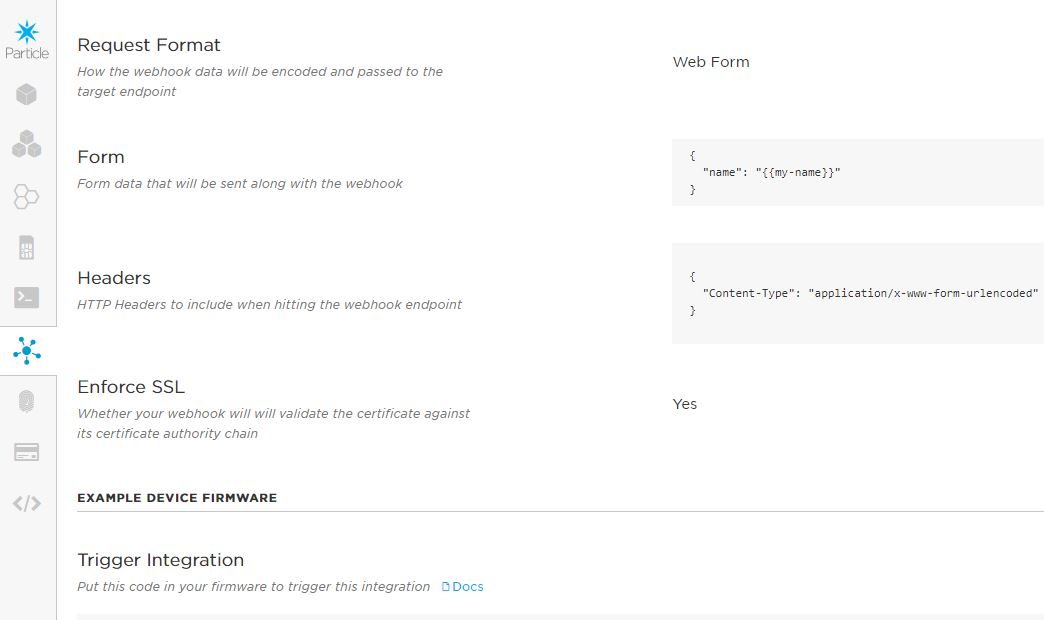 Particle
Request Format
How the webhook data will be encoded and passed to the
target endpoint
Web Form
Form
Form data that will be sent along with the webhook
{
"name": "{{my-name}}"
}
Headers
HTTP Headers to include when hitting the webhook endpoint
{
"Content-Type": "application/x-www-form-urlencoded"
}
Enforce SSL
Whether your webhook will will validate the certificate against
its certificate authority chain
Yes
EXAMPLE DEVICE FIRMWARE
Trigger Integration
Put this code in your firmware to trigger this integration Docs